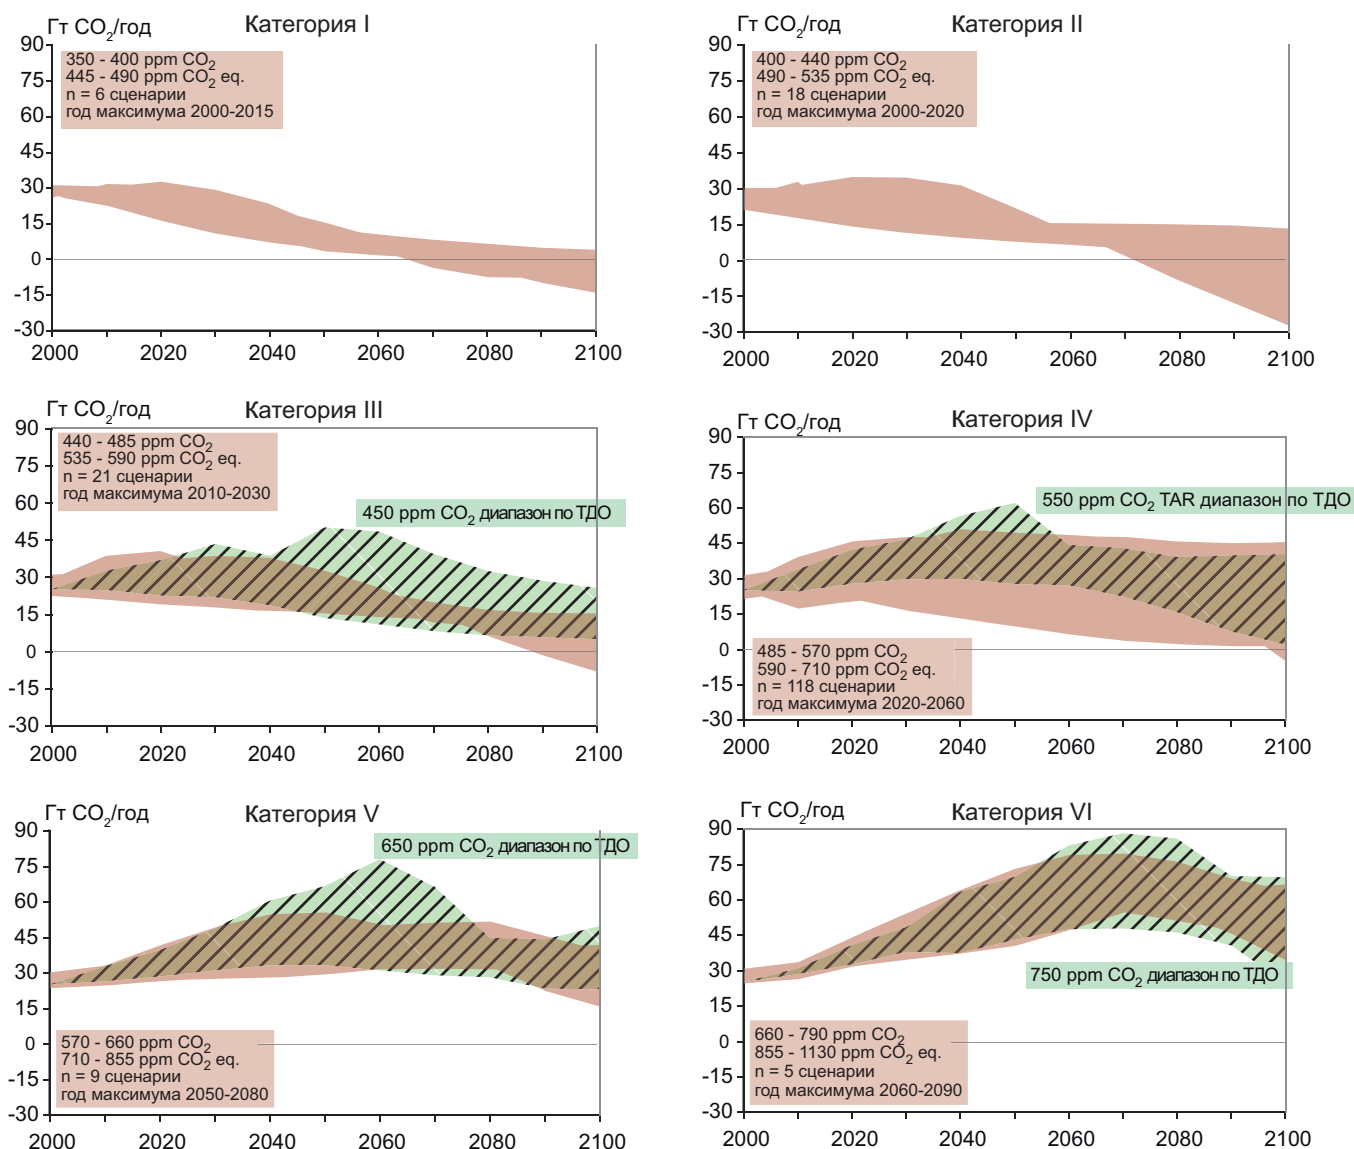 Гт CO2/год
Категория I
350 - 400 ppm CO2
445 - 490 ppm CO2 eq.
n = 6 сценарии
год максимума 2000-2015
90
75
60
45
30
15
0
-15
-30
2000 2020 2040 2060 2080 2100
Гт CO2/год
Категория II
400 - 440 ppm CO2
490 - 535 ppm CO2 eq.
n = 18 сценарии
год максимума 2000-2020
90
75
60
45
30
15
0
-15
-30
2000 2020 2040 2060 2080 2100
Гт CO2/год
Категория III
440 - 485 ppm CO2
535 - 590 ppm CO2 eq.
n = 21 сценарии
год максимума 2010-2030
450 ppm CO2 диапазон по ТДО
90
75
60
45
30
15
0
-15
-30
2000 2020 2040 2060 2080 2100
Гт CO2/год
Категория IV
550 ppm CO2 TAR диапазон по ТДО
485 - 570 ppm CO2
590 - 710 ppm CO2 eq.
n = 118 сценарии
год максимума 2020-2060
90
75
60
45
30
15
0
-15
-30
2000 2020 2040 2060 2080 2100
Гт CO2/год
Категория V
650 ppm CO2 диапазон по ТДО
570 - 660 ppm CO2
710 - 855 ppm CO2 eq.
n = 9 сценарии
год максимума 2050-2080
90
75
60
45
30
15
0
-15
-30
2000 2020 2040 2060 2080 2100
Гт CO2/год
Категория VI
750 ppm CO2 диапазон по ТДО
660 - 790 ppm CO2
855 - 1130 ppm CO2 eq.
n = 5 сценарии
год максимума 2060-2090
90
75
60
45
30
15
0
-15
-30
2000 2020 2040 2060 2080 2100